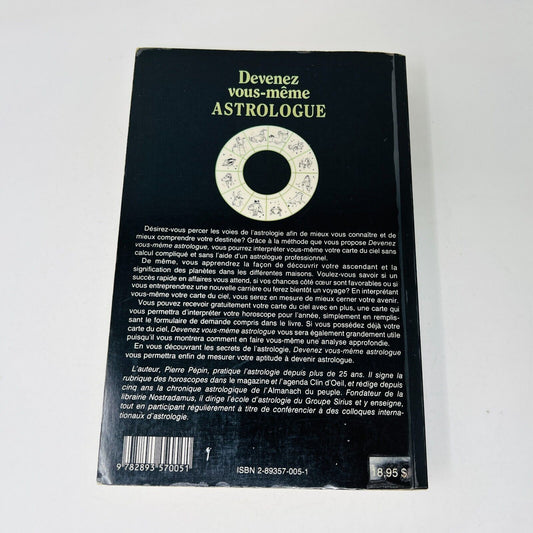 Devenez
vous-même
ASTROLOGUE
Désirez-vous percer les voies de l'astrologie afin de mieux vous connaître et de
mieux comprendre votre destinée? Grâce à la méthode que vous propose Devenez
vous-même astrologue, vous pourrez interpréter vous-même votre carte du ciel sans
calcul compliqué et sans l'aide d'un astrologue professionnel.
De même, vous apprendrez la façon de découvrir votre ascendant et la
signification des planètes dans les différentes maisons. Voulez-vous savoir si un
succès rapide en affaires vous attend, si vos chances côté cœur sont favorables ou si
vous entreprendrez une nouvelle carrière ou ferez bientôt un voyage? En interprétant
vous-même votre carte du ciel, vous serez en mesure de mieux cerner votre avenir.
Vous pouvez recevoir gratuitement votre carte du ciel avec en plus, une carte qui
vous permettra d'interpréter votre horoscope pour l'année, simplement en remplis-
sant le formulaire de demande compris dans le livre. Si vous possédez déjà votre
carte du ciel, Devenez vous-même astrologue vous sera également grandement utile
puisqu'il vous montrera comment en faire vous-même une analyse approfondie.
En vous découvrant les secrets de l'astrologie, Devenez vous-même astrologue
vous permettra enfin de mesurer votre aptitude à devenir astrologue.
L'auteur, Pierre Pépin, pratique l'astrologie depuis plus de 25 ans. Il signe la
rubrique des horoscopes dans le magazine et l'agenda Clin d'Oeil, et rédige depuis
cinq ans la chronique astrologique de l'Almanach du peuple. Fondateur de la
librairie Nostradamus, il dirige l'école d'astrologie du Groupe Sirius et y enseigne,
tout en participant régulièrement à titre de conférencier à des colloques interna-
tionaux d'astrologie.
9 782893 570051
ISBN 2-89357-005-1
8,95 $